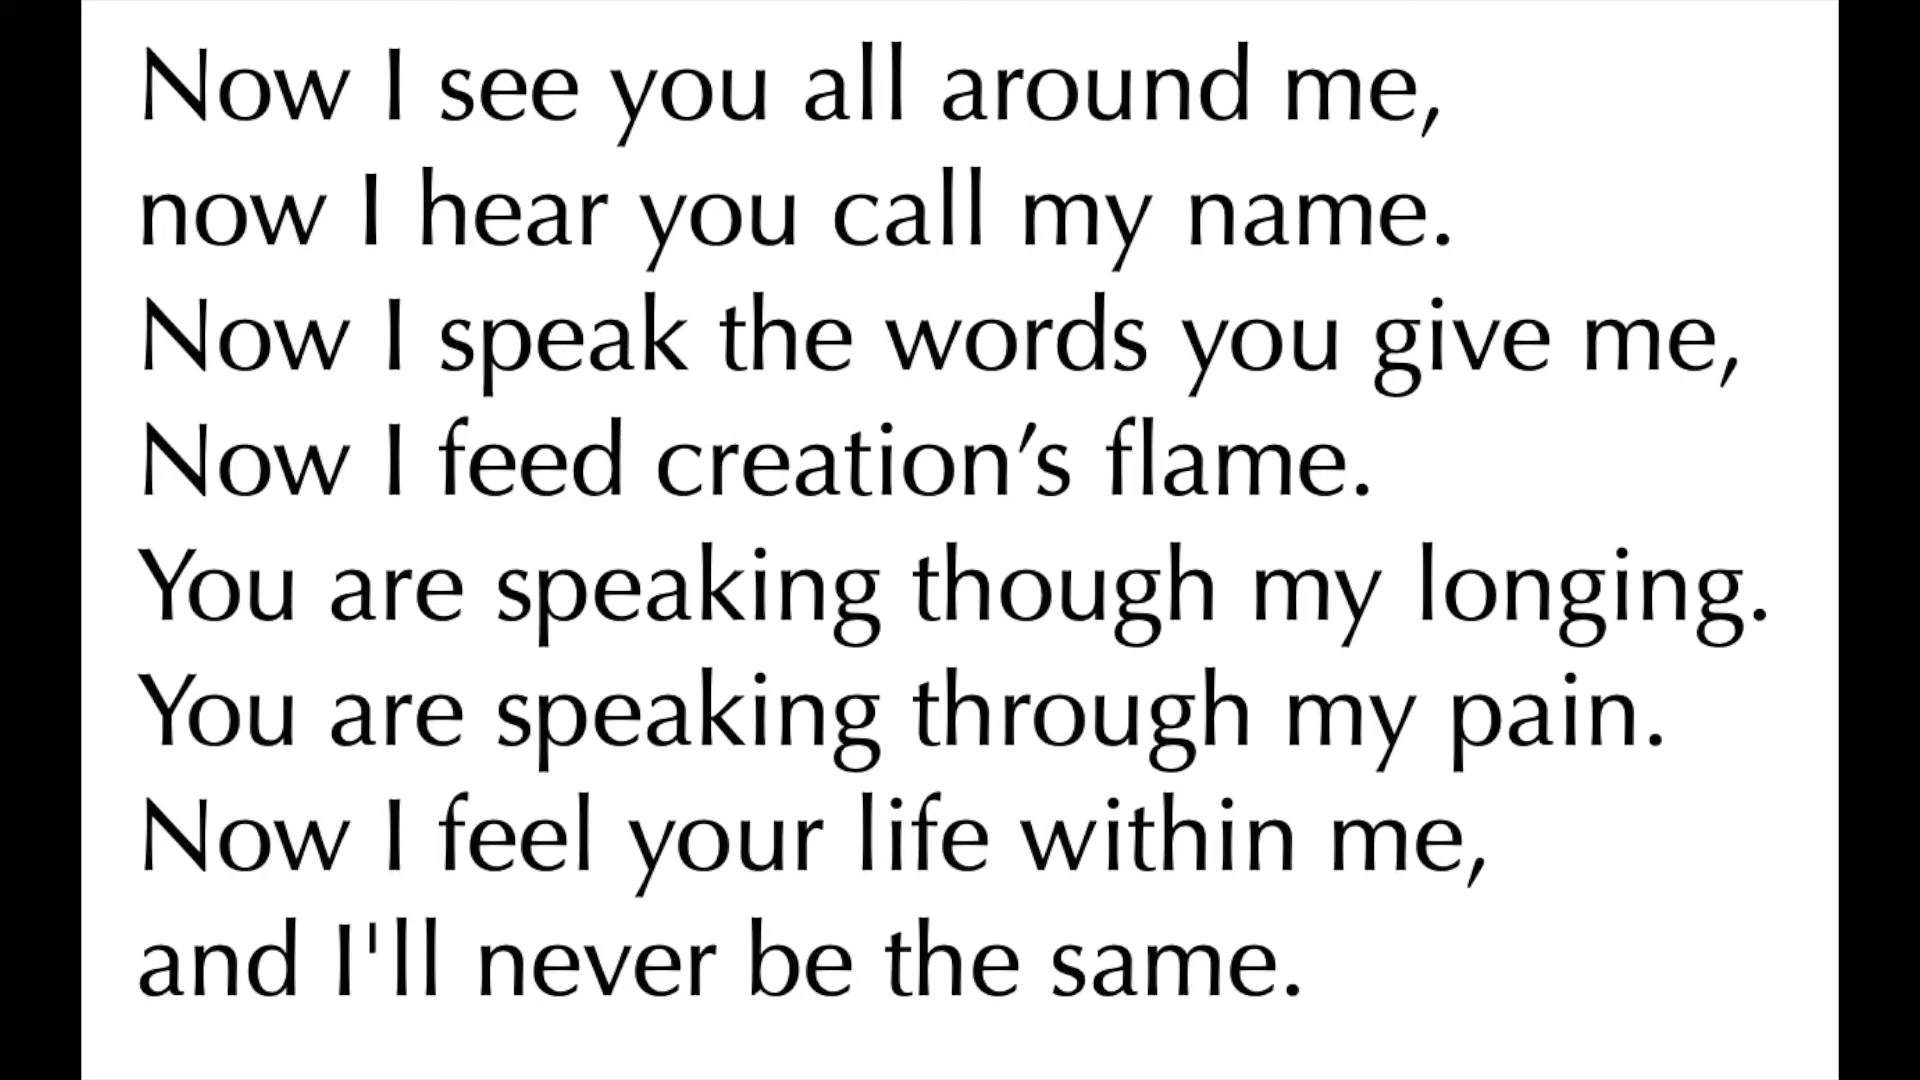 Now I see you all around me,
now I hear you call my name.
Now I speak the words you give me,
Now I feed creation’s flame.
You are speaking though my longing.
You are speaking through my pain.
Now I feel your life within me,
and I'll never be the same.